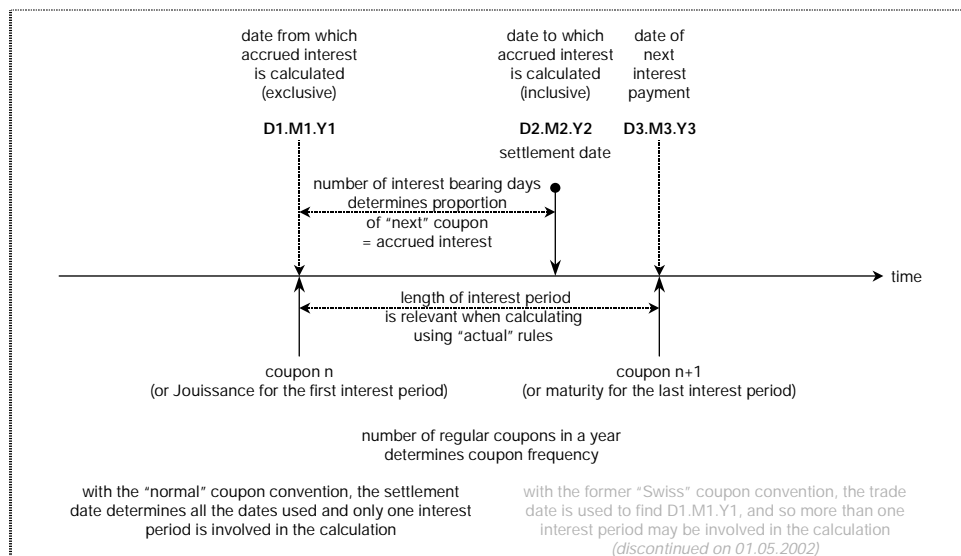 date from which
accrued interest
is calculated
(exclusive)
D1.M1.Y1
date to which
accrued interest
is calculated
(inclusive)
D2.M2.Y2
settlement date
date of
next
interest
payment
D3.M3.Y3
number of interest bearing days
determines proportion
of "next" coupon
= accrued interest
time
length of interest period
is relevant when calculating
using "actual" rules
coupon n
(or Jouissance for the first interest period)
coupon n+1
(or maturity for the last interest period)
number of regular coupons in a year
determines coupon frequency
with the "normal" coupon convention, the settlement
date determines all the dates used and only one interest
period is involved in the calculation
with the former "Swiss" coupon convention, the trade
date is used to find D1.M1.Y1, and so more than one
interest period may be involved in the calculation
(discontinued on 01.05.2002)